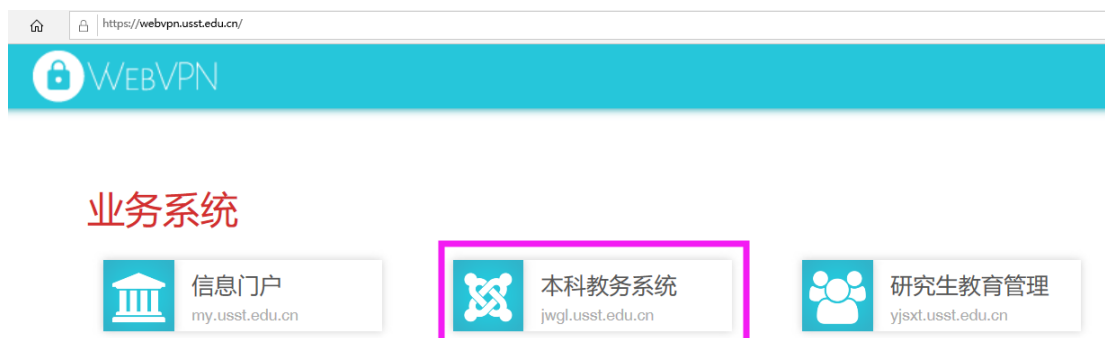 https://webvpn.usst.edu.cn/
WEBVPN
业务系统
信息门户
my.usst.edu.cn
本科教务系统
jwgl.usst.edu.cn
研究生教育管理
yjsxt.usst.edu.cn